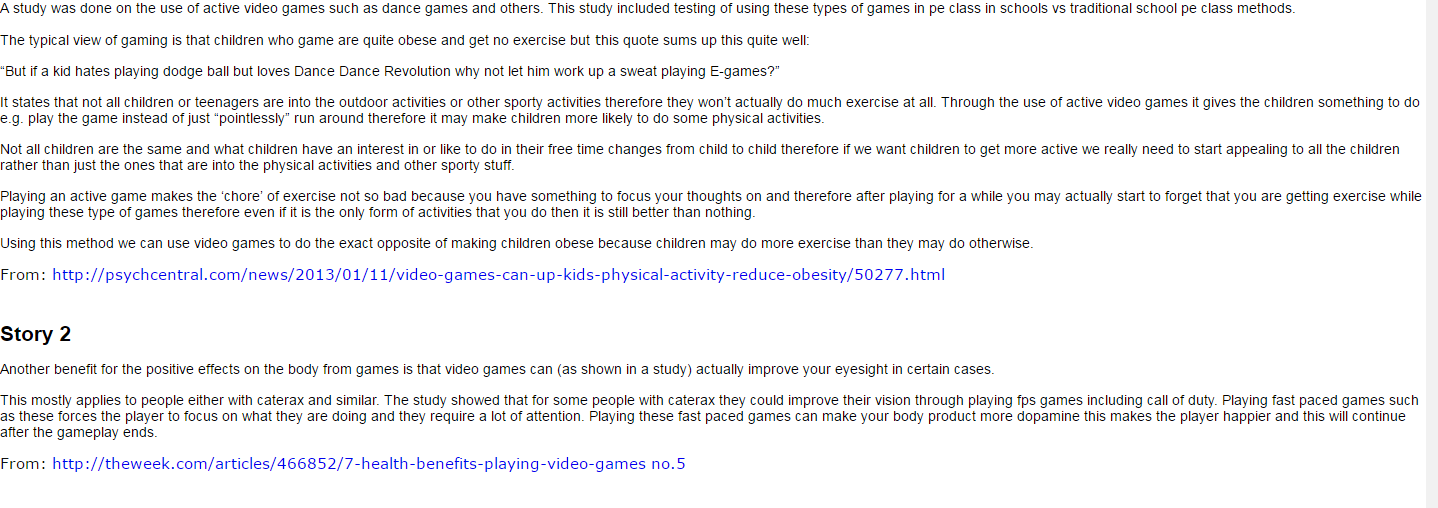 A study was done on the use of active video games such as dance games and others. This study included testing of using these types of games in pe class in schools vs traditional school pe class methods.
The typical view of gaming is that children who game are quite obese and get no exercise but this quote sums up this quite well:
“But if a kid hates playing dodge ball but loves Dance Dance Revolution why not let him work up a sweat playing E-games?”
It states that not all children or teenagers are into the outdoor activities or other sporty activities therefore they won’t actually do much exercise at all. Through the use of active video games it gives the children something to do
e.g. play the game instead of just “pointlessly” run around therefore it may make children more likely to do some physical activities.
Not all children are the same and what children have an interest in or like to do in their free time changes from child to child therefore if we want children to get more active we really need to start appealing to all the children
rather than just the ones that are into the physical activities and other sporty stuff.
Playing an active game makes the ‘chore’ of exercise not so bad because you have something to focus your thoughts on and therefore after playing for a while you may actually start to forget that you are getting exercise while
playing these type of games therefore even if it is the only form of activities that you do then it is still better than nothing.
Using this method we can use video games to do the exact opposite of making children obese because children may do more exercise than they may do otherwise.
From: http://psychcentral.com/news/2013/01/11/video-games-can-up-kids-physical-activity-reduce-obesity/50277.html
Story 2
Another benefit for the positive effects on the body from games is that video games can (as shown in a study) actually improve your eyesight in certain cases.
This mostly applies to people either with caterax and similar. The study showed that for some people with caterax they could improve their vision through playing fps games including call of duty. Playing fast paced games such
as these forces the player to focus on what they are doing and they require a lot of attention. Playing these fast paced games can make your body product more dopamine this makes the player happier and this will continue
after the gameplay ends.
From: http://theweek.com/articles/466852/7-health-benefits-playing-video-games no.5